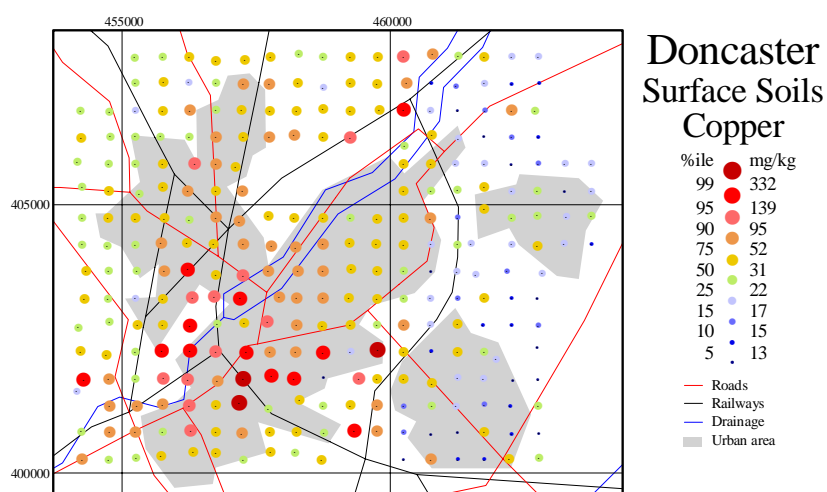 455000 460000
Doncaster
Surface Soils
Copper
%ile mg/kg
99 332
95 139
90 95
75 52
50 31
25 22
15 17
10 15
5 13
405000
Roads
Railways
Drainage
Urban area
400000